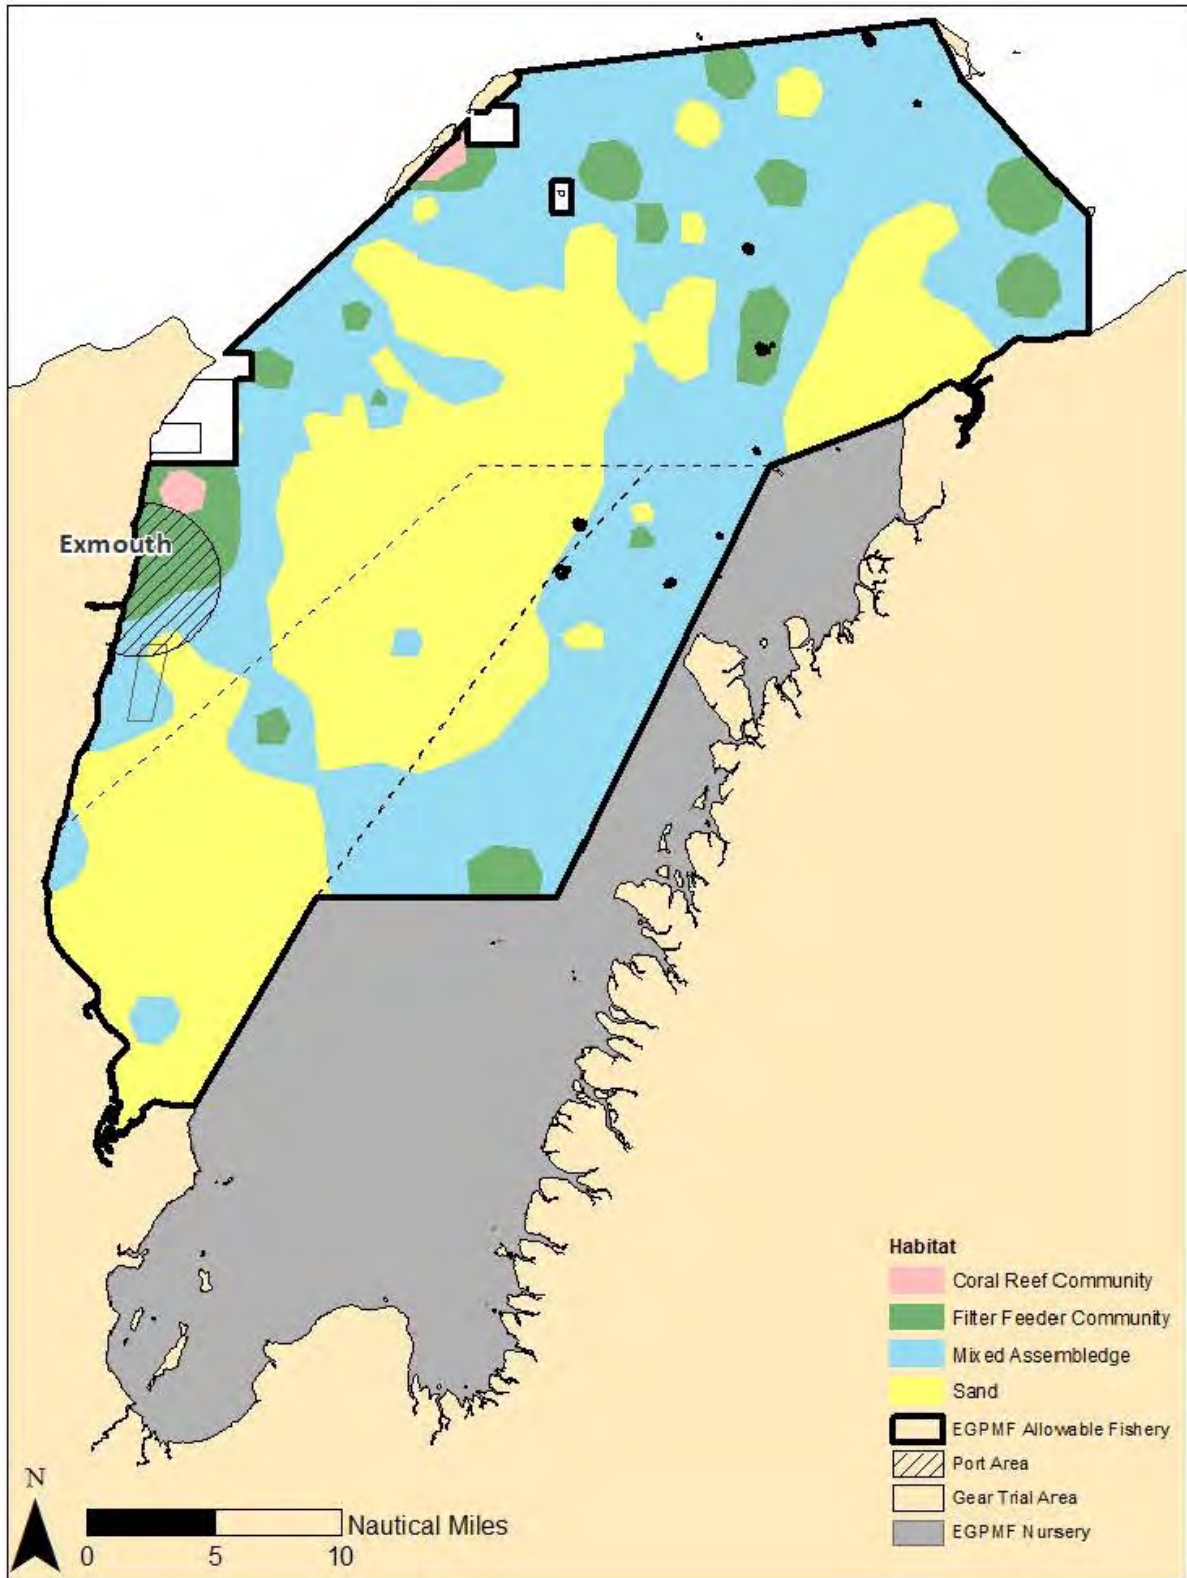 Exmouth
Habitat
Coral Reef Community
Filter Feeder Community
Mixed Assembledge
Sand
EGPMF Allowable Fishery
Port Area
Gear Trial Area
EGPMF Nursery
N
Nautical Miles
0 5 10